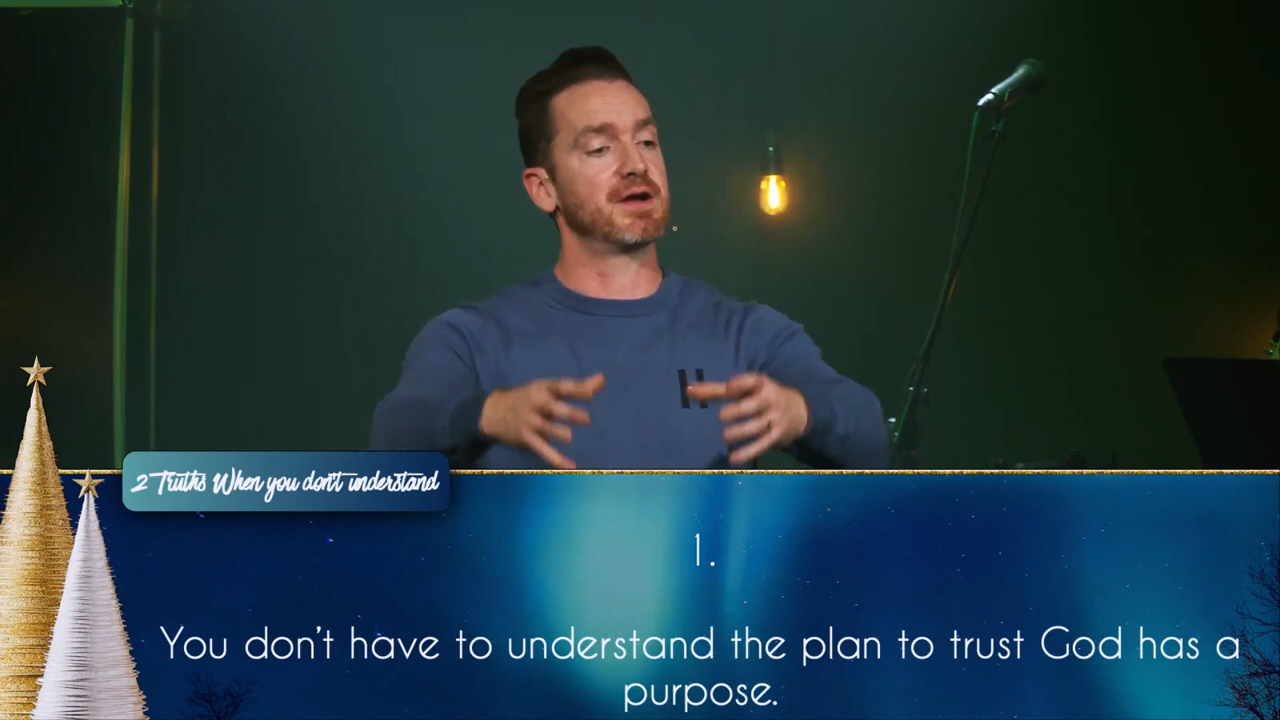 H
2 Truths When you don't understand
1.
You don't have to understand the plan to trust God has a
purpose.